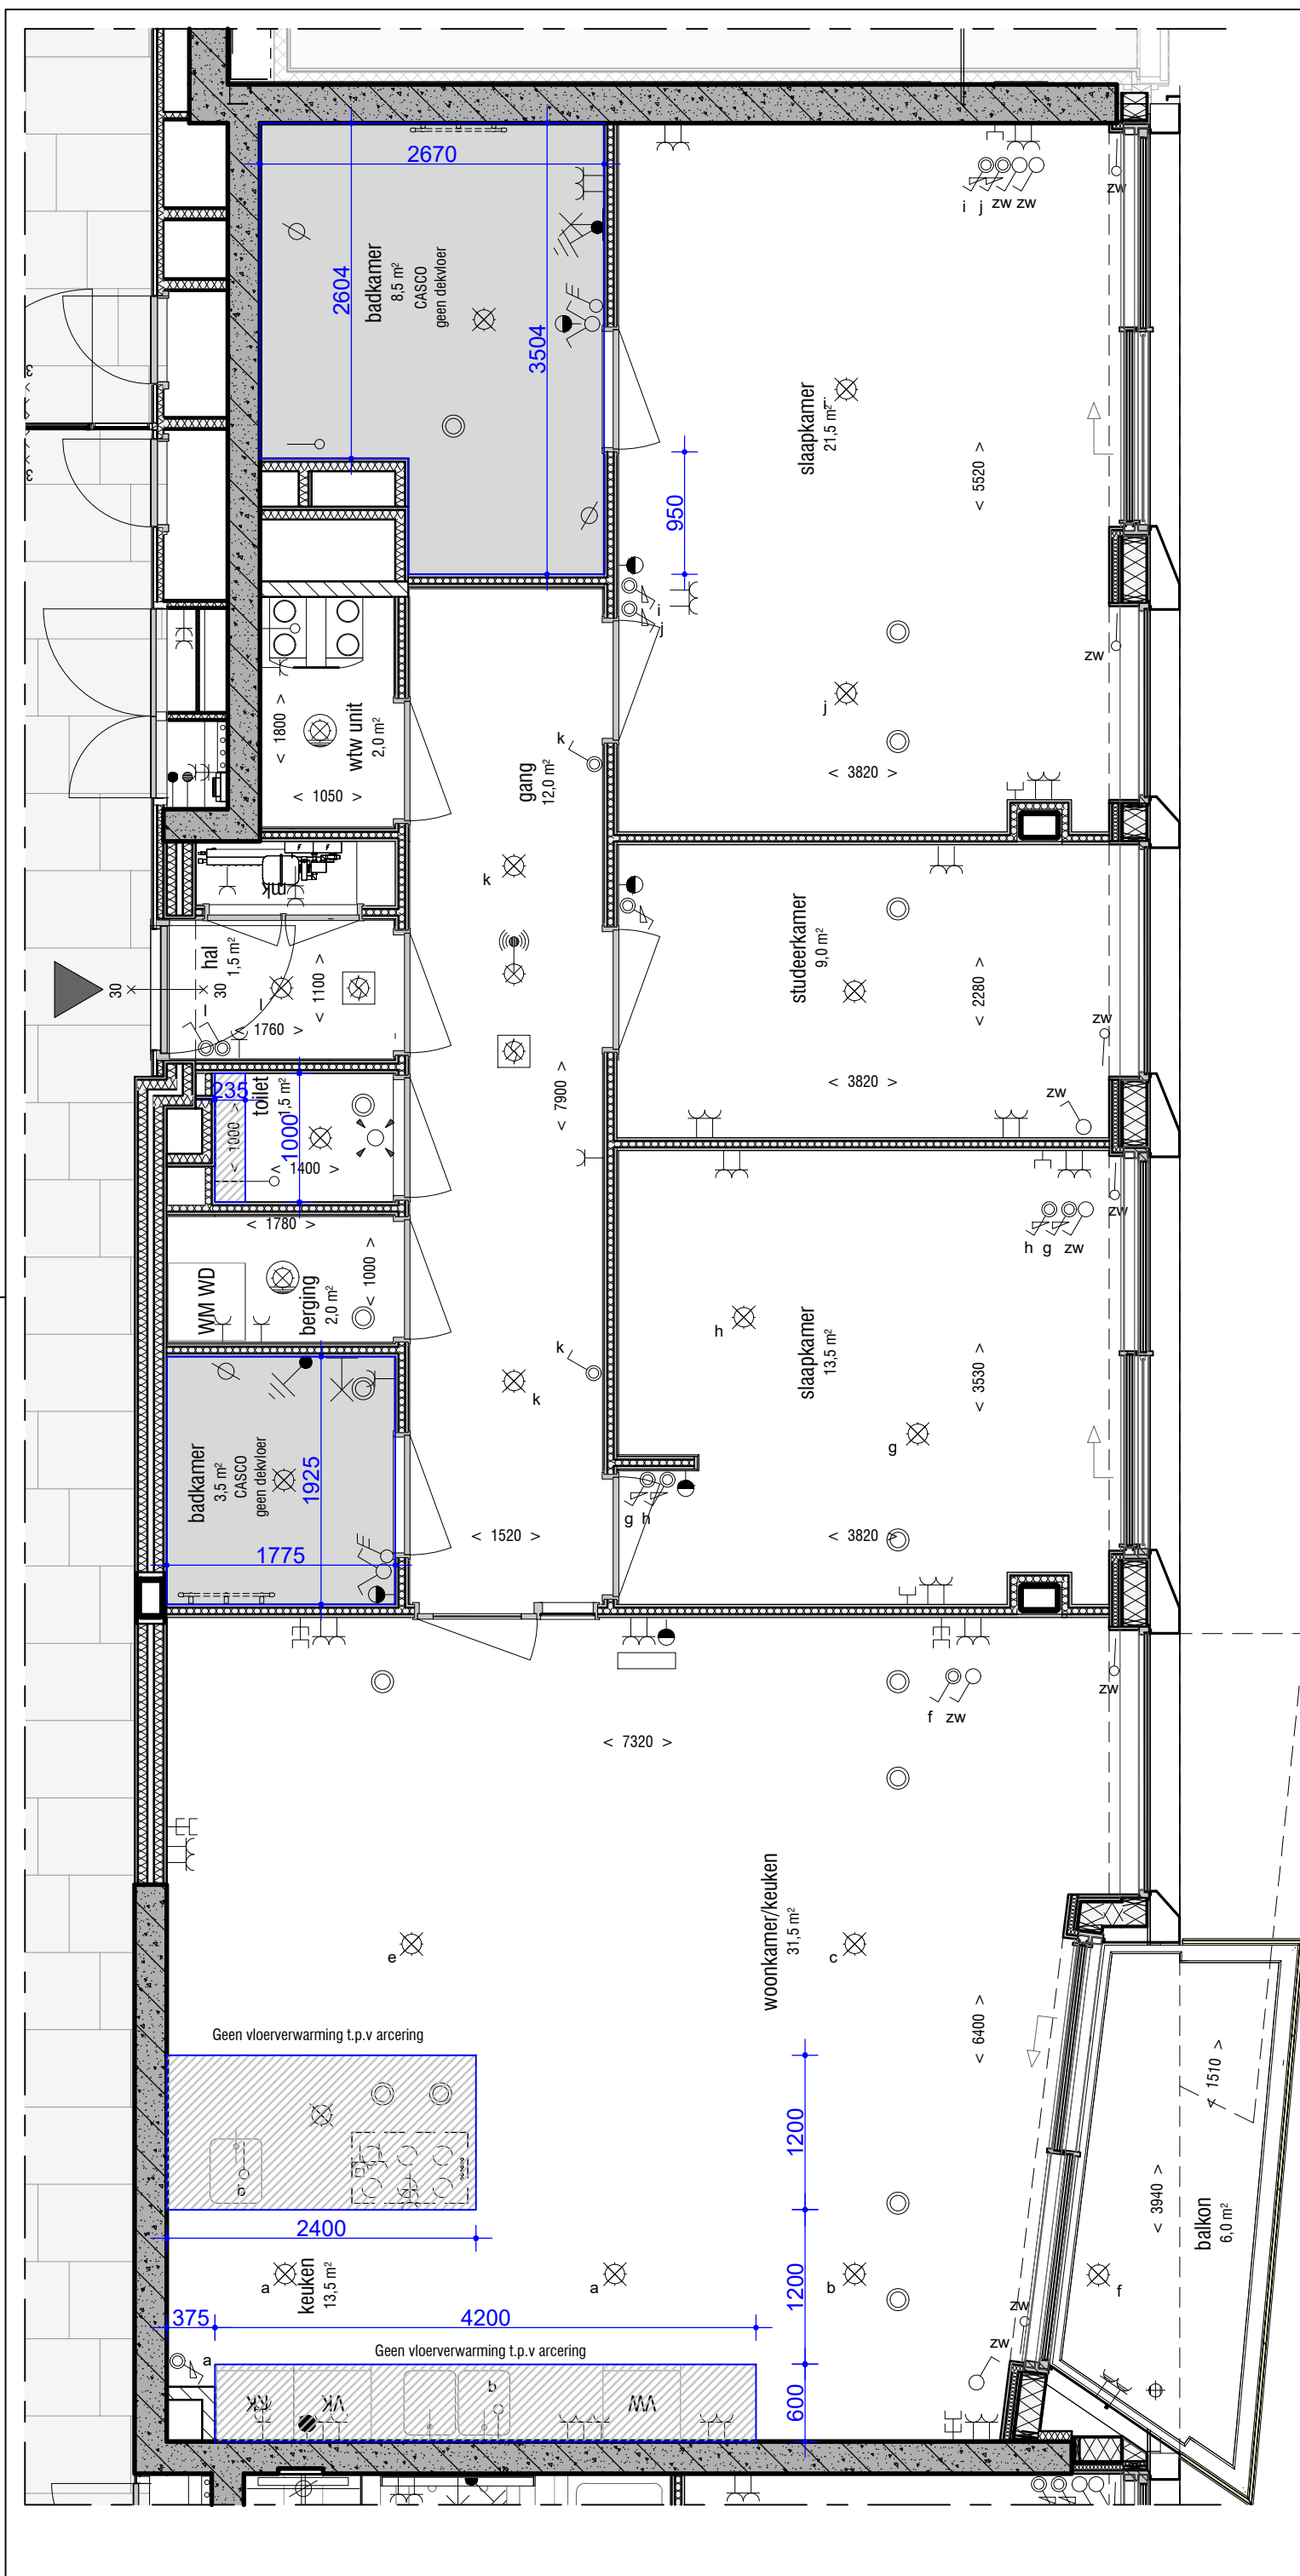 2670
2604
3504
badkamer
8,5 m²
CASCO
geen dekvloer
i j zw zw
zw
slaapkamer
21,5 m²
i
< 5520 >
950
i
j
zw
j
< 3820 >
< 1800 >
wtw unit
2,0 m²
< 1050 >
gang
12,0 m²
k
k
mk
30
30
hal
1,5 m²
l
l
< 1100 >
< 1760 >
studeerkamer
9,0 m²
< 2280 >
zw
< 3820 >
zw
235
toilet
1,5 m²
< 1000 >
1000
< 1400 >
< 7900 >
< 1780 >
WM WD
berging
2,0 m²
< 1000 >
zw
h g zw
h
slaapkamer
13,5 m²
< 3530 >
g
k
k
badkamer
3,5 m²
CASCO
geen dekvloer
1925
1775
< 1520 >
g h
< 3820 >
f zw
zw
< 7320 >
woonkamer/keuken
31,5 m²
e
c
< 6400 >
Geen vloerverwarming t.p.v arcering
1200
2400
keuken
13,5 m²
a
a
b
1200
375
4200
Geen vloerverwarming t.p.v arcering
a
KK
VK
VW
600
zw
zw
< 1510 >
< 3940 >
balkon
6,0 m²
f